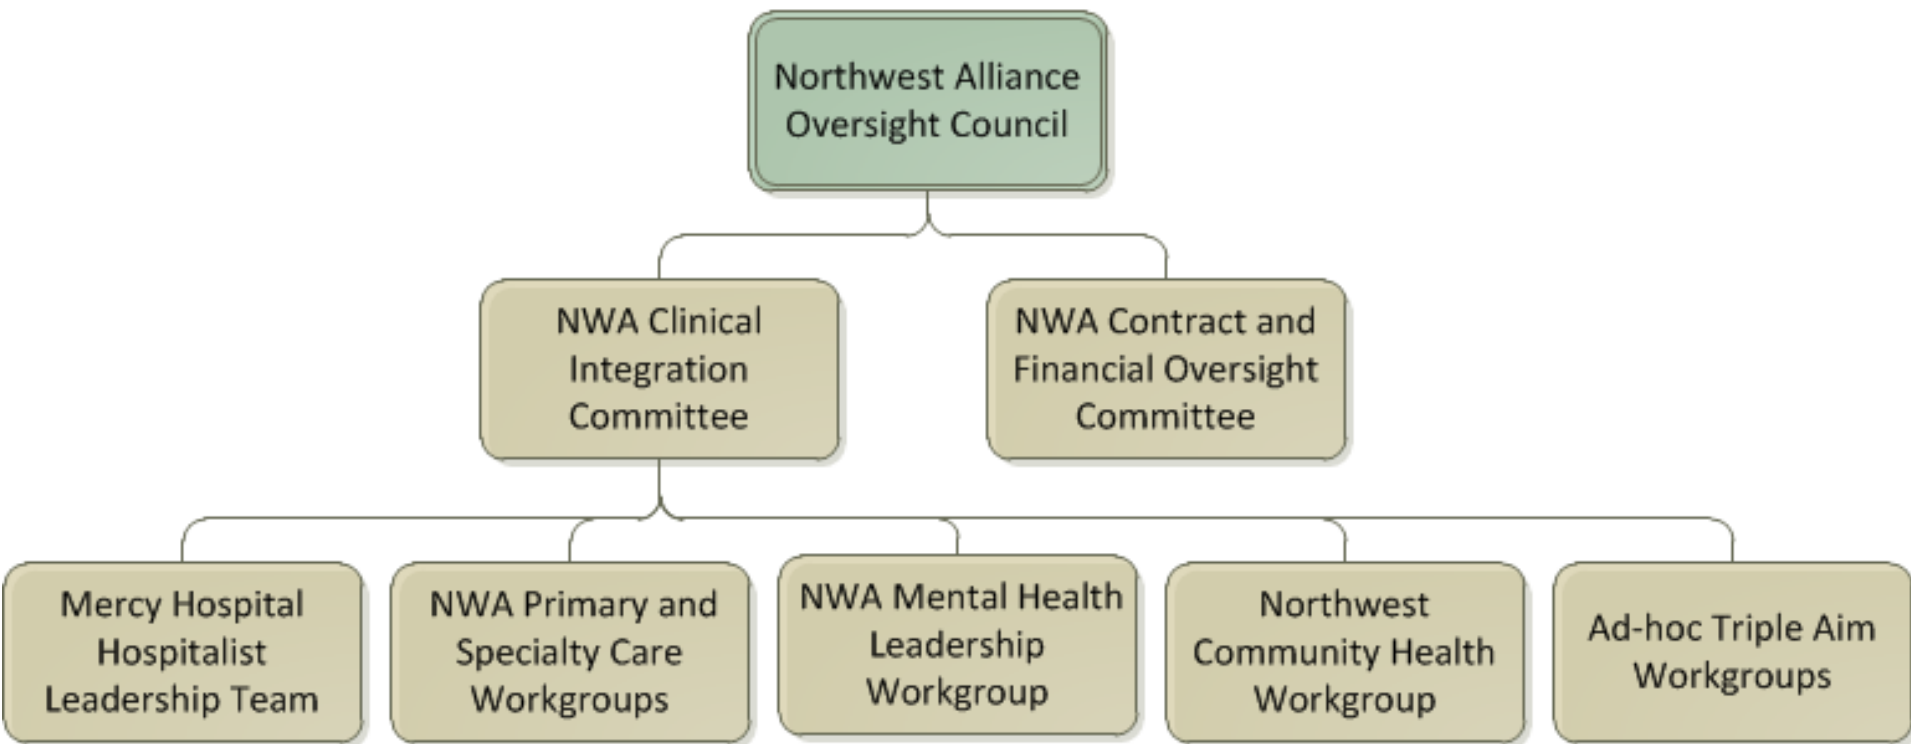 Northwest Alliance
Oversight Council
NWA Clinical
Integration
Committee
NWA Contract and
Financial Oversight
Committee
Mercy Hospital
Hospitalist
Leadership Team
NWA Primary and
Specialty Care
Workgroups
NWA Mental Health
Leadership
Workgroup
Northwest
Community Health
Workgroup
Ad-hoc Triple Aim
Workgroups